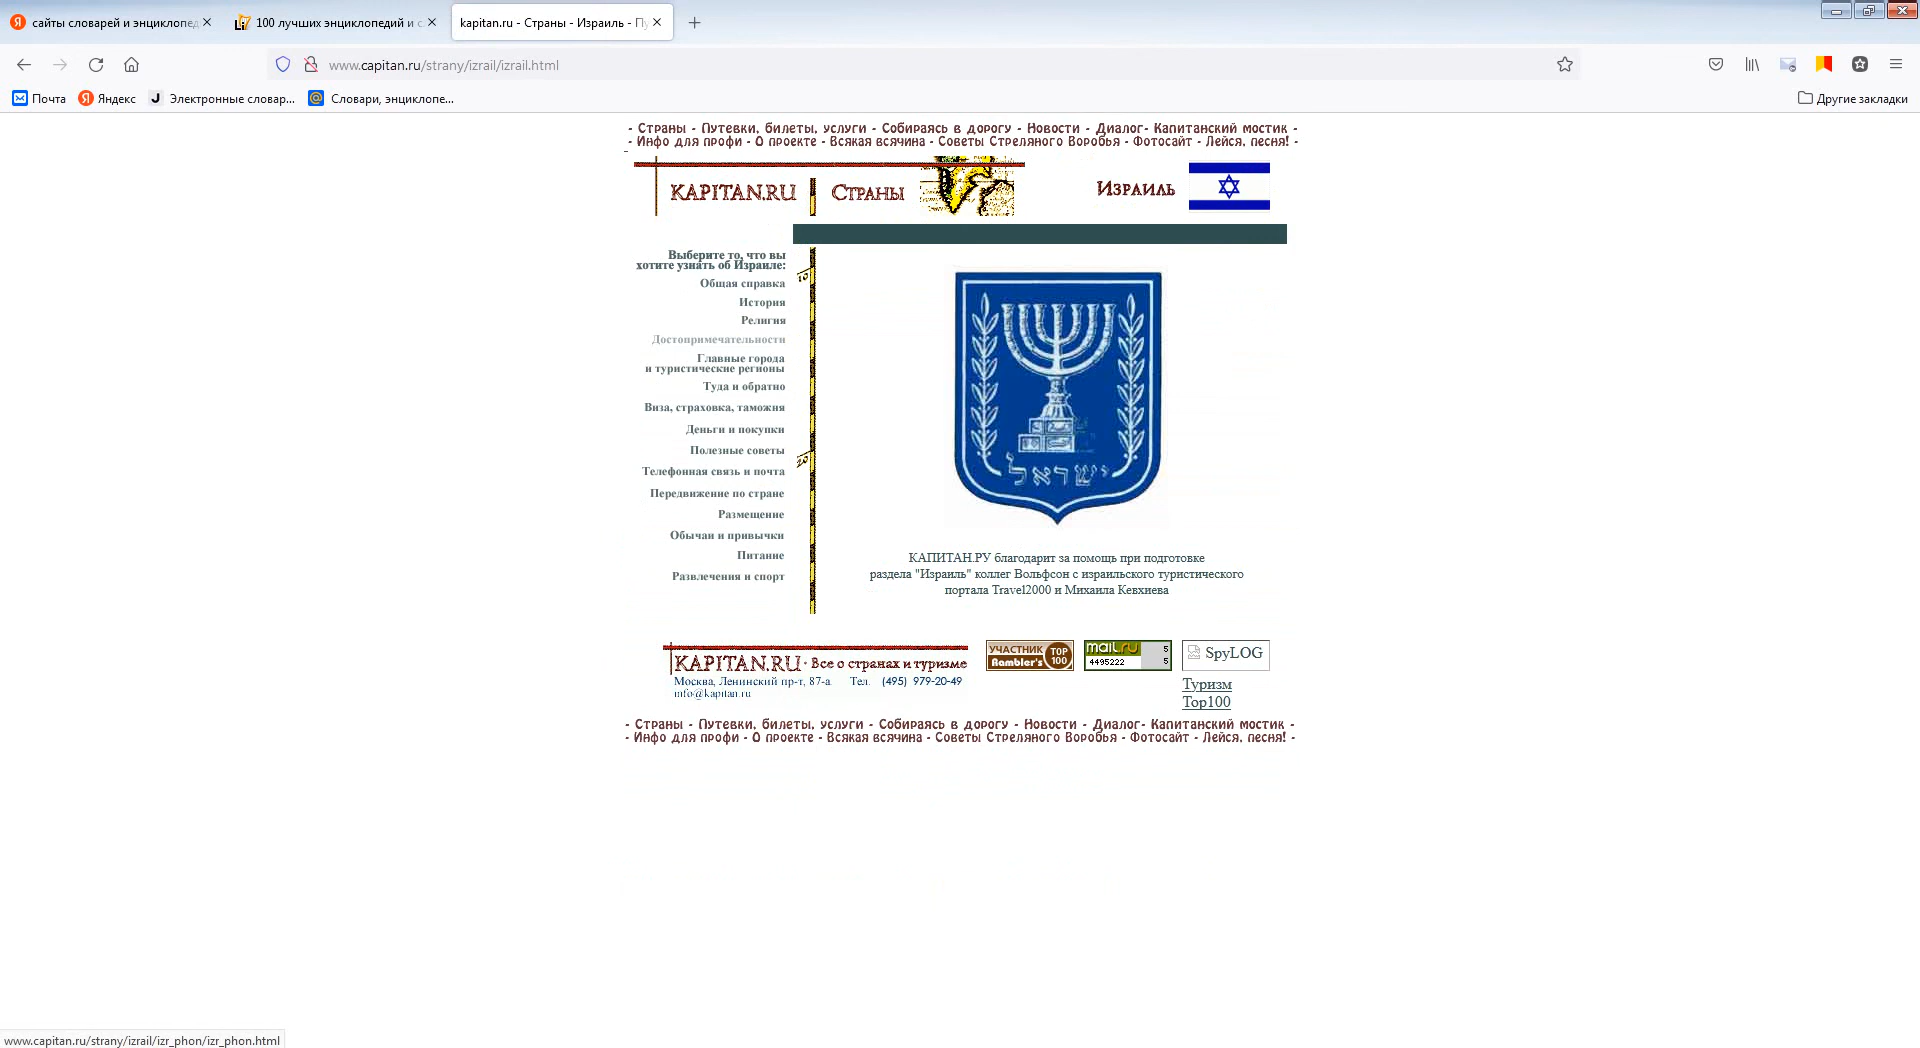 сайты словарей и энциклопед
100 лучших энциклопедий и с
kapitan.ru - Страны - Израиль - Пу
www.capitan.ru/strany/izrail/izrail.html
Почта
Яндекс
Электронные словар...
Словари, энциклопе...
Другие закладки
- Страны - Путевки, билеты, услуги - Собираясь в дорогу - Новости - Диалог- Капитанский мостик -
- Инфо для профи - О проекте - Всякая всячина - Советы Стреляного Воробья - Фотосайт - Лейся, песня! -
KAPITAN.RU
Страны
Израиль
Выберите то, что вы
хотите узнать об Израиле:
Общая справка
История
Религия
Достопримечательности
Главные города
и туристические регионы
Туда и обратно
Виза, страховка, таможня
Деньги и покупки
Полезные советы
Телефонная связь и почта
Передвижение по стране
Размещение
Обычаи и привычки
Питание
Развлечения и спорт
10
20
ישראל
КАПИТАН.РУ благодарит за помощь при подготовке
раздела "Израиль" коллег Вольфсон с израильского туристического
портала Travel2000 и Михаила Кевхиева
KAPITAN.RU · Все о странах и туризме
Москва, Ленинский пр-т, 87-а. Тел. (495) 979-20-49
info@kapitan.ru
УЧАСТНИК
Rambler's
TOP
100
mail.ru
5
4495222
5
SpyLOG
Туризм
Top100
- Страны - Путевки, билеты, услуги - Собираясь в дорогу - Новости - Диалог- Капитанский мостик -
- Инфо для профи - О проекте - Всякая всячина - Советы Стреляного Воробья - Фотосайт - Лейся, песня! -
www.capitan.ru/strany/izrail/izr_phon/izr_phon.html